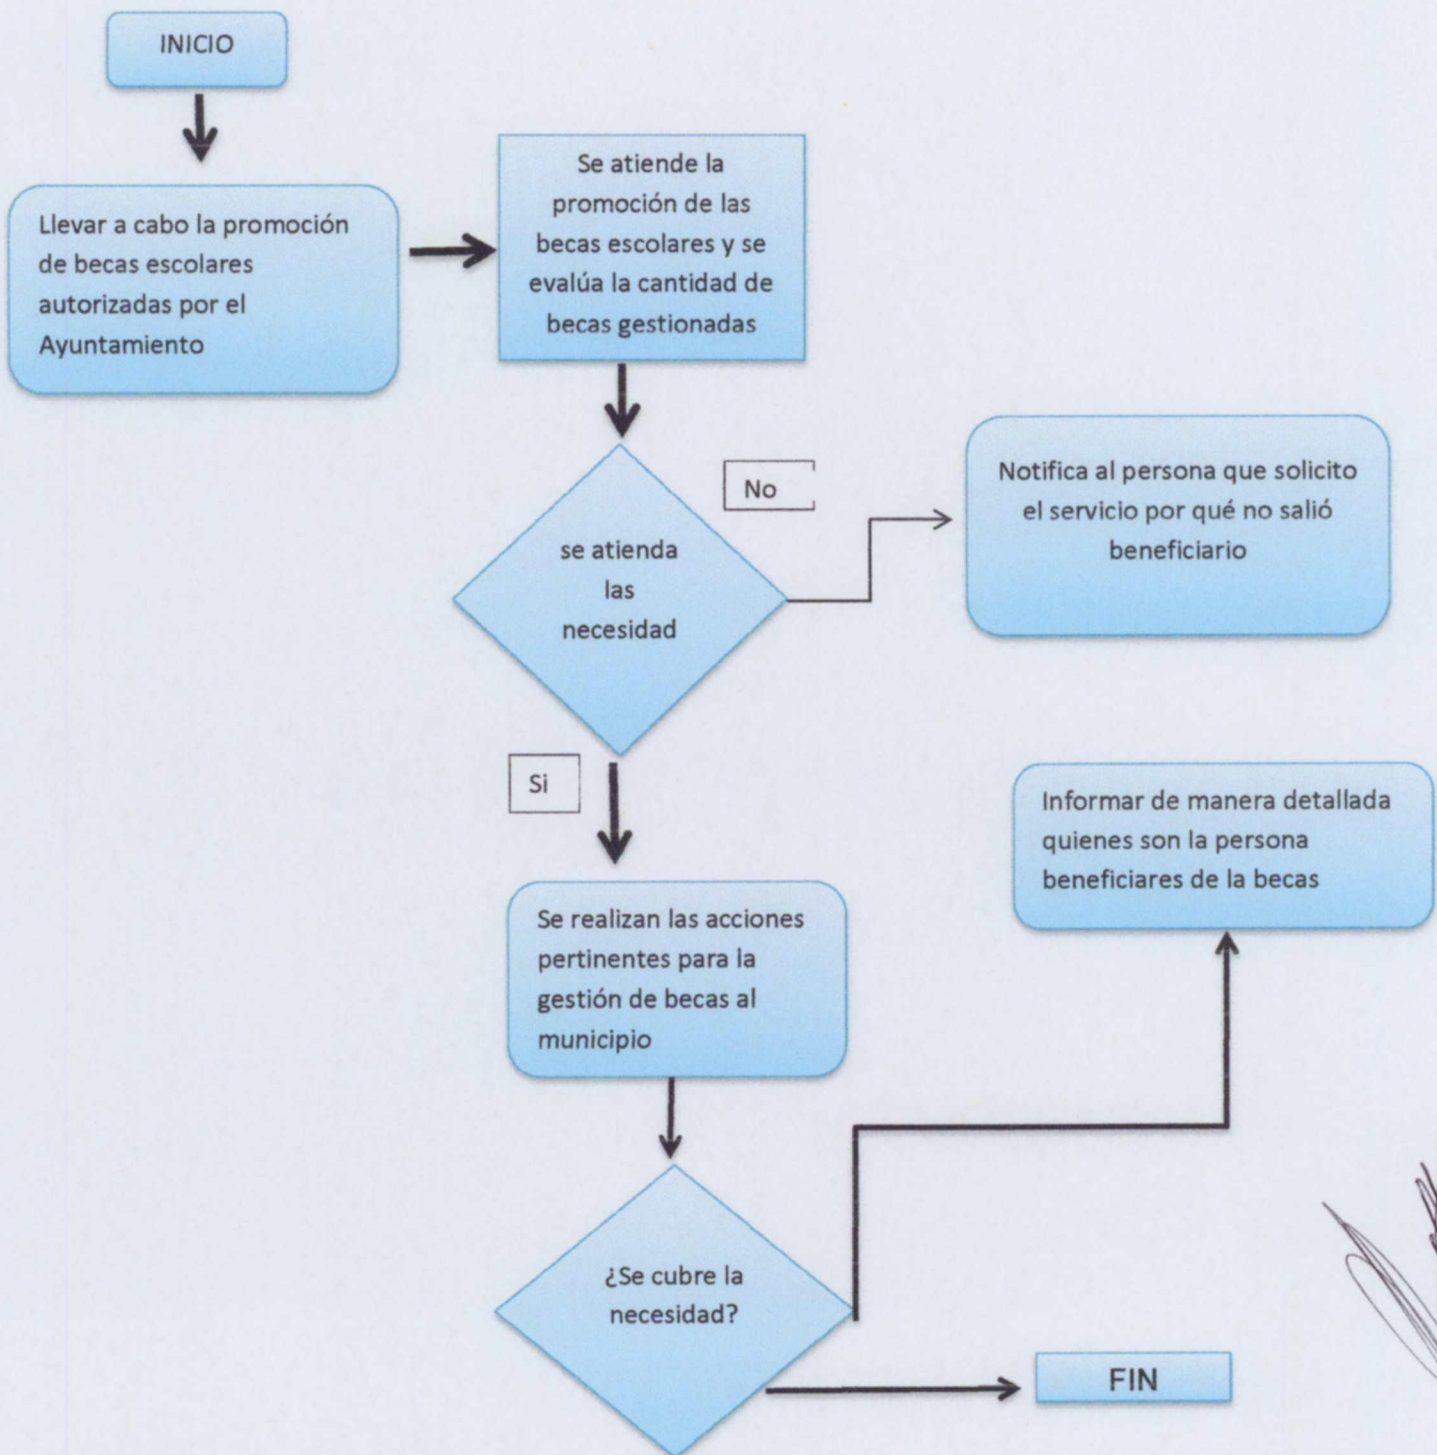 INICIO
Llevar a cabo la promoción
de becas escolares
autorizadas por el
Ayuntamiento
Se atiende la
promoción de las
becas escolares y se
evalúa la cantidad de
becas gestionadas
se atienda
las
necesidad
No
Notifica al persona que solicito
el servicio por qué no salió
beneficiario
Si
Se realizan las acciones
pertinentes para la
gestión de becas al
municipio
Informar de manera detallada
quienes son la persona
beneficiares de la becas
¿Se cubre la
necesidad?
FIN